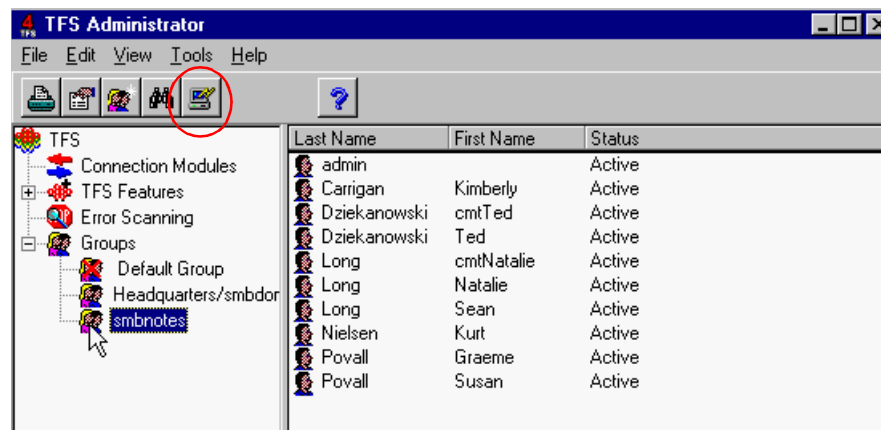 TFS Administrator
File Edit View Tools Help
TFS
Connection Modules
TFS Features
Error Scanning
Groups
Default Group
Headquarters/smbdor
smbnotes
Last Name First Name Status
admin Active
Carrigan Kimberly Active
Dziekanowski cmtTed Active
Dziekanowski Ted Active
Long cmtNatalie Active
Long Natalie Active
Long Sean Active
Nielsen Kurt Active
Povall Graeme Active
Povall Susan Active